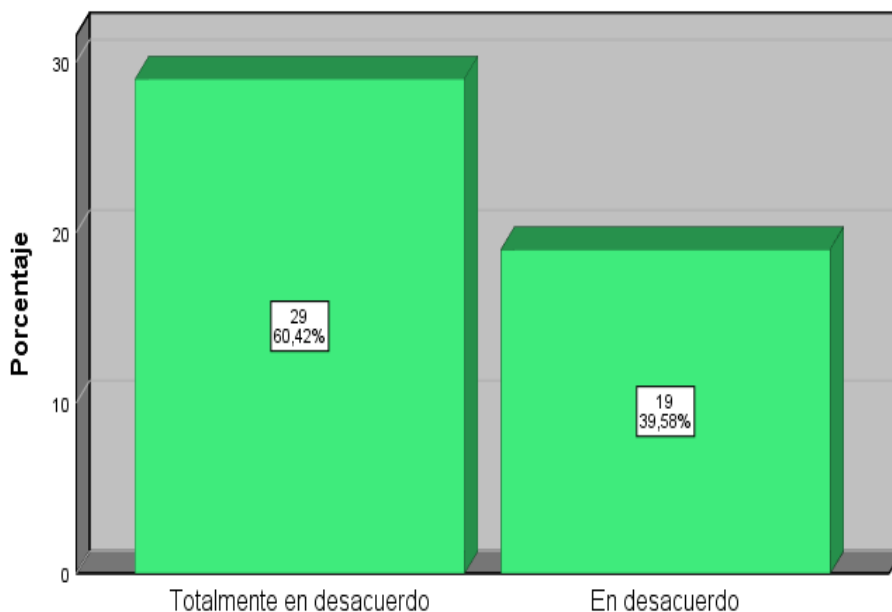 Porcentaje
30
20
10
0
29
60,42%
19
39,58%
Totalmente en desacuerdo
En desacuerdo